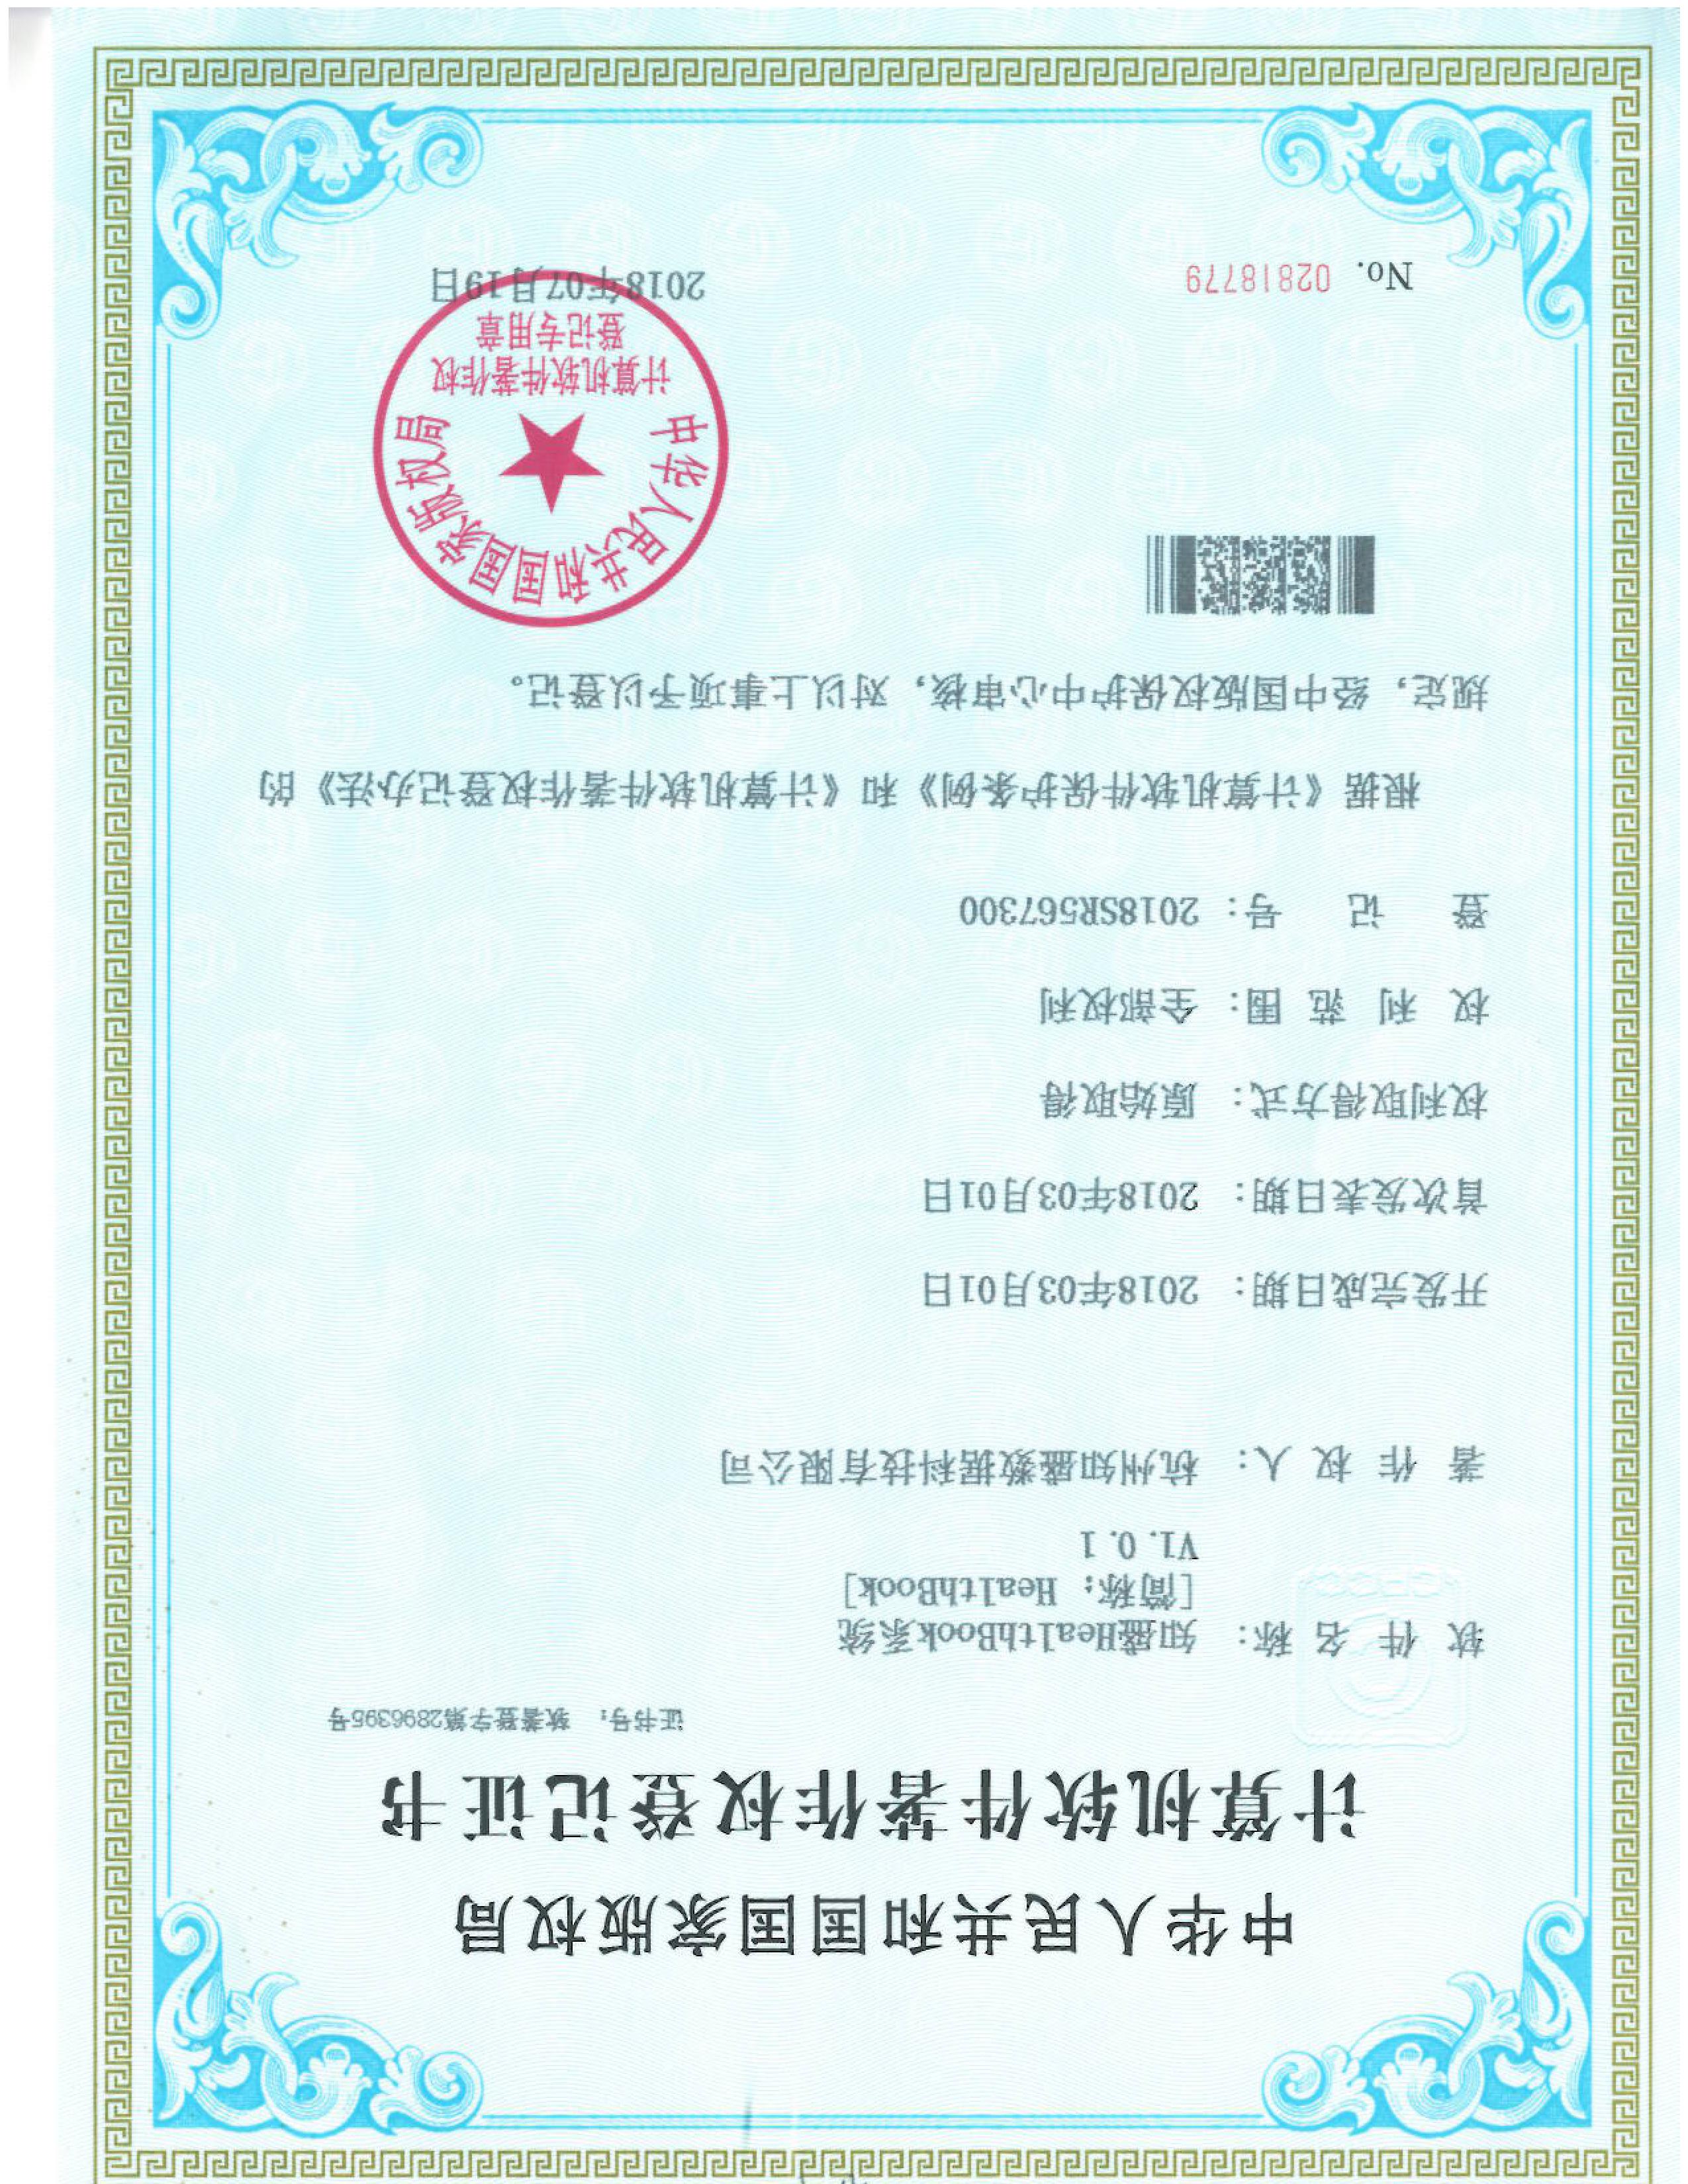 中华人民共和国国家版权局
计算机软件著作权登记证书
证书号： 软著登字第2896395号
软件名称： 知盛HealthBook系统
[简称：HealthBook]
V1.0.1
著作权人： 杭州知盛数据科技有限公司
开发完成日期： 2018年03月01日
首次发表日期： 2018年03月01日
权利取得方式： 原始取得
权利范围： 全部权利
登记号： 2018SR567300
根据《计算机软件保护条例》和《计算机软件著作权登记办法》的
规定，经中国版权保护中心审核，对以上事项予以登记。
中华人民共和国国家版权局
计算机软件著作权
登记专用章
No. 02818779
2018年07月19日